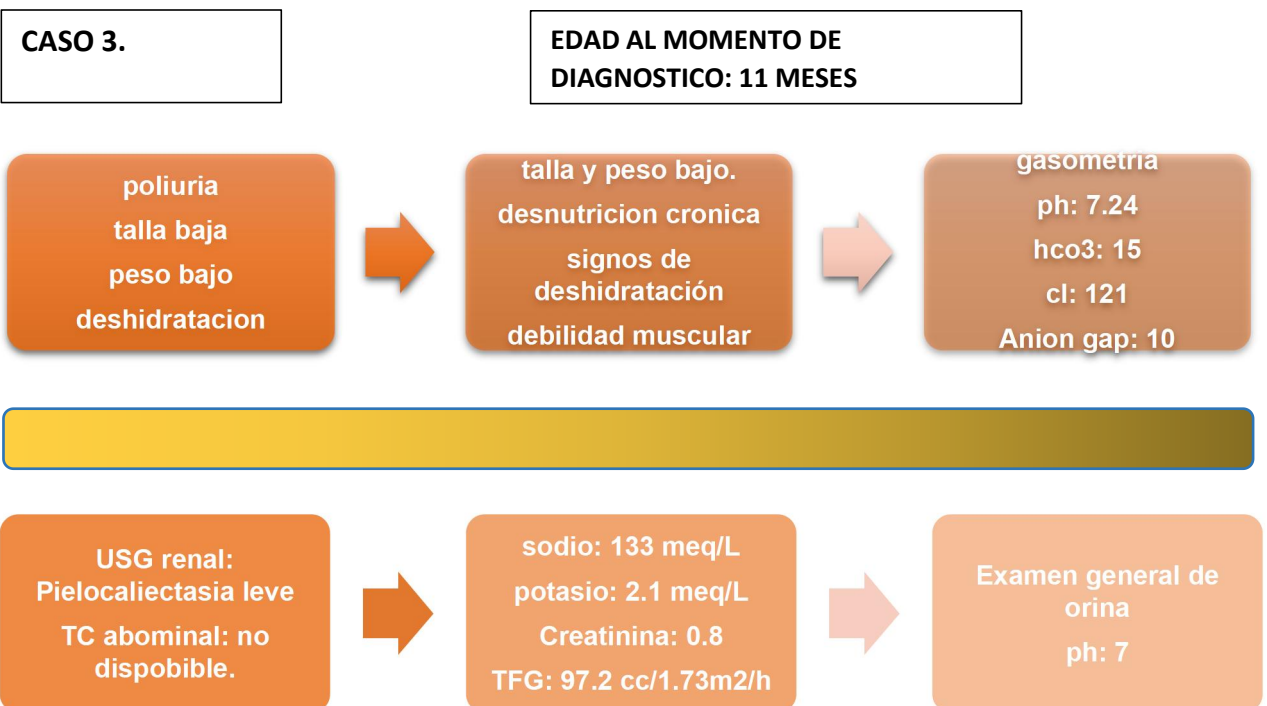 CASO 3.
EDAD AL MOMENTO DE
DIAGNOSTICO: 11 MESES
poliuria
talla baja
peso bajo
deshidratacion
talla y peso bajo.
desnutricion cronica
signos de
deshidratación
debilidad muscular
gasometria
ph: 7.24
hco3: 15
cl: 121
Anion gap: 10
USG renal:
Pielocaliectasia leve
TC abominal: no
dispobible.
sodio: 133 meq/L
potasio: 2.1 meq/L
Creatinina: 0.8
TFG: 97.2 cc/1.73m2/h
Examen general de
orina
ph: 7